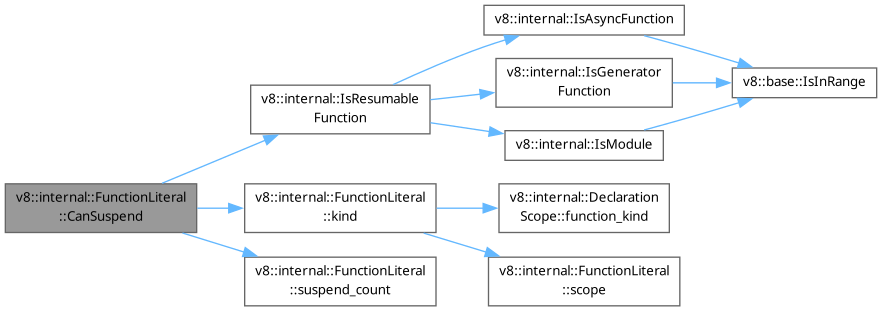 v8::internal::FunctionLiteral
::CanSuspend
v8::internal::IsResumable
Function
v8::internal::IsAsyncFunction
v8::internal::IsGenerator
Function
v8::internal::IsModule
v8::base::IsInRange
v8::internal::FunctionLiteral
::kind
v8::internal::Declaration
Scope::function_kind
v8::internal::FunctionLiteral
::scope
v8::internal::FunctionLiteral
::suspend_count